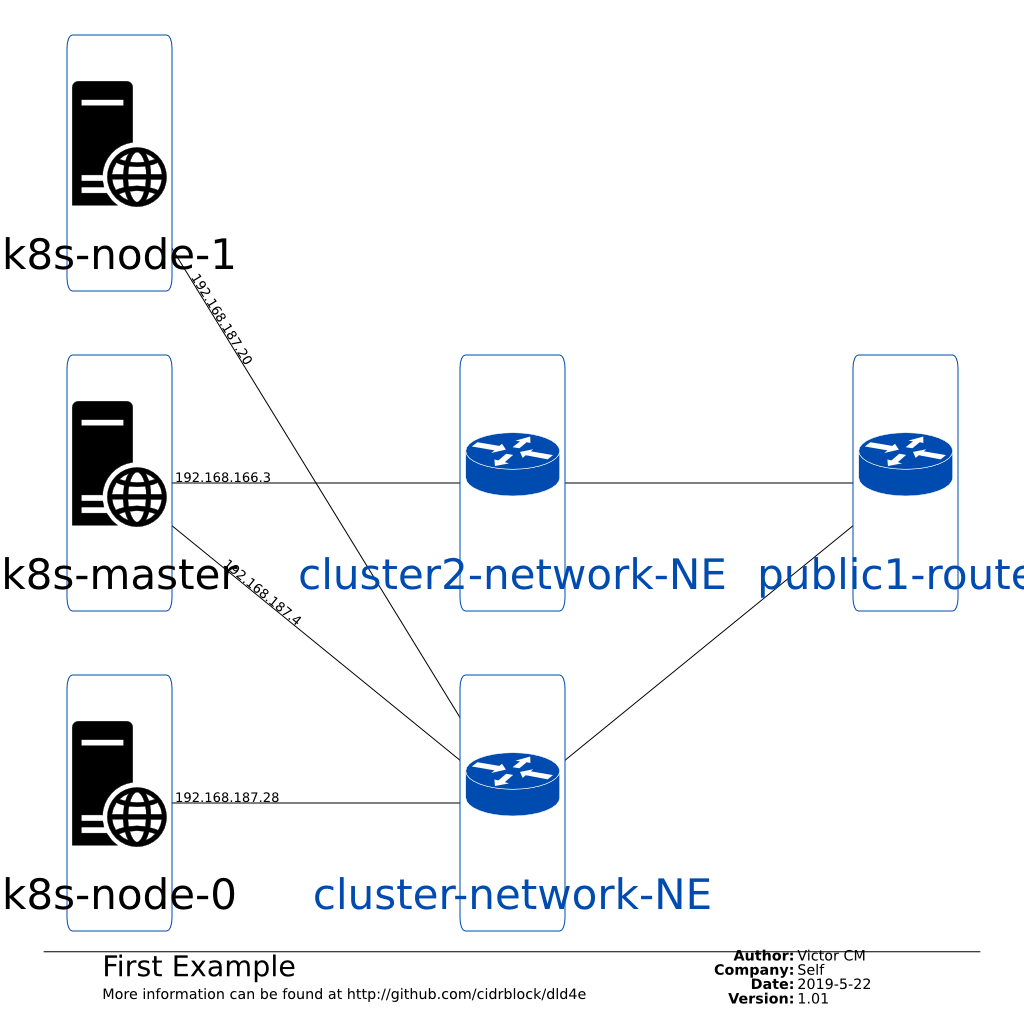 k8s-node-1
192.168.187.20
192.168.166.3
k8s-master
cluster2-network-NE
public1-route
192.168.187.4
192.168.187.28
k8s-node-0
cluster-network-NE
First Example
More information can be found at http://github.com/cidrblock/dld4e
Author: Victor CM
Company: Self
Date: 2019-5-22
Version: 1.01